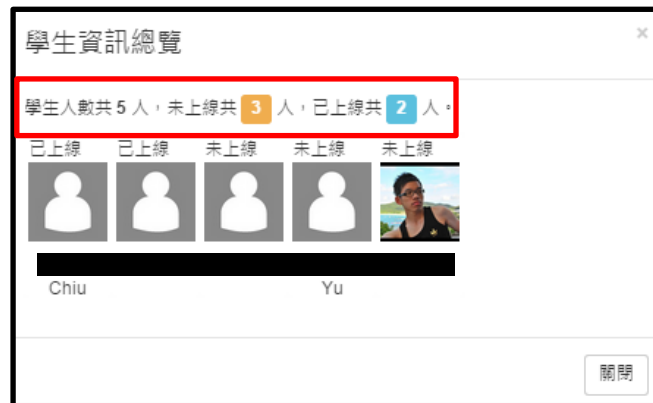 學生資訊總覽 ×
學生人數共 5 人，未上線共 3 人，已上線共 2 人。
已上線 已上線 未上線 未上線 未上線
Chiu Yu
關閉